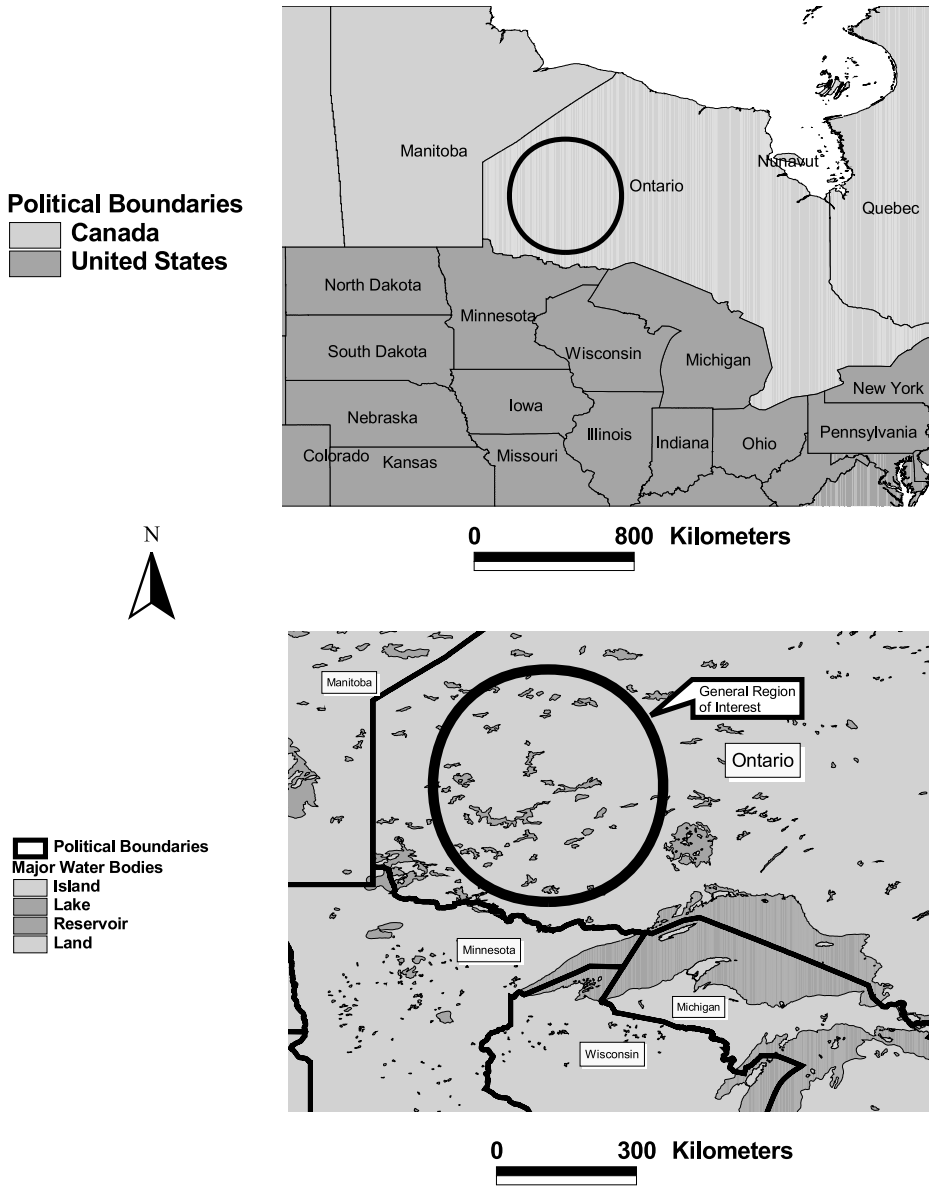 Manitoba
Ontario
Nunavut
Quebec
Political Boundaries
Canada
United States
North Dakota
Minnesota
South Dakota
Wisconsin
Michigan
Nebraska
Iowa
New York
Illinois
Indiana
Ohio
Pennsylvania
Colorado
Kansas
Missouri
N
0 800 Kilometers
Manitoba
General Region
of Interest
Ontario
Political Boundaries
Major Water Bodies
Island
Lake
Reservoir
Land
Minnesota
Michigan
Wisconsin
0 300 Kilometers